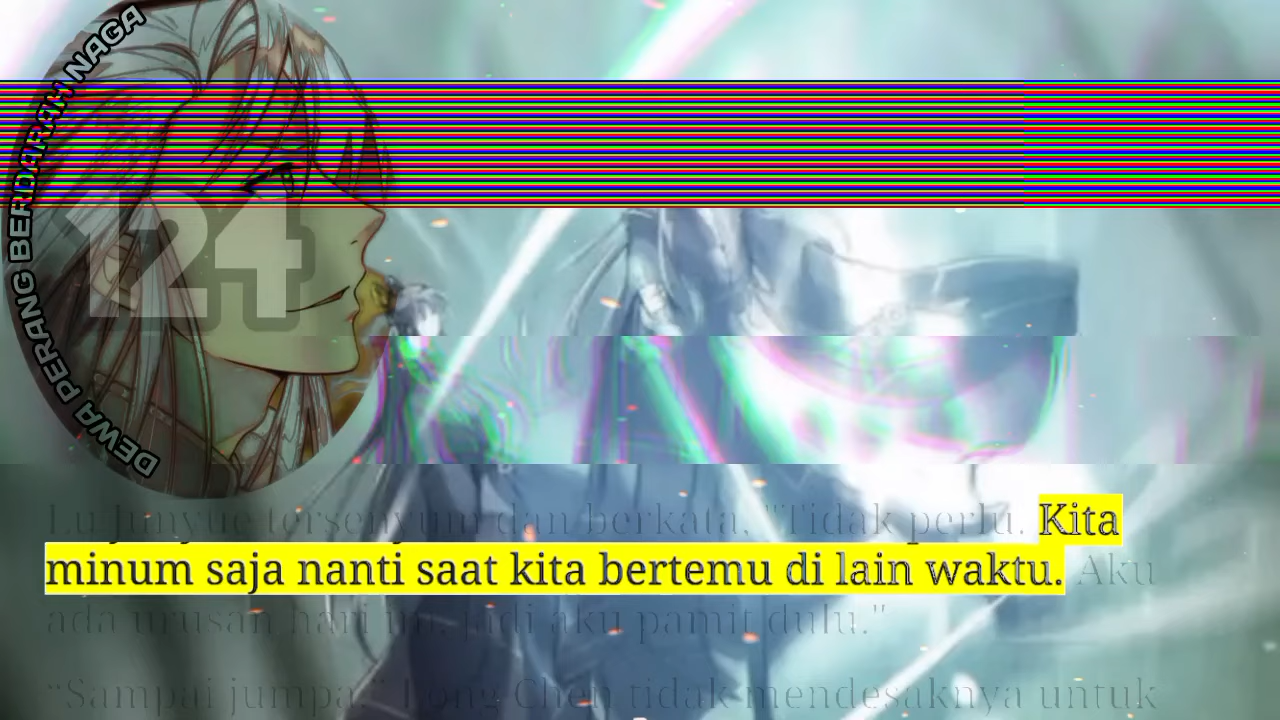 DEWA PERANG BERDARAH NAGA
124
Lu Junyue tersenyum dan berkata, "Tidak perlu. Kita
minum saja nanti saat kita bertemu di lain waktu. Aku
ada urusan hari ini, jadi aku pamit dulu."
"Sampai jumpa." Long Chen tidak mendesaknya untuk